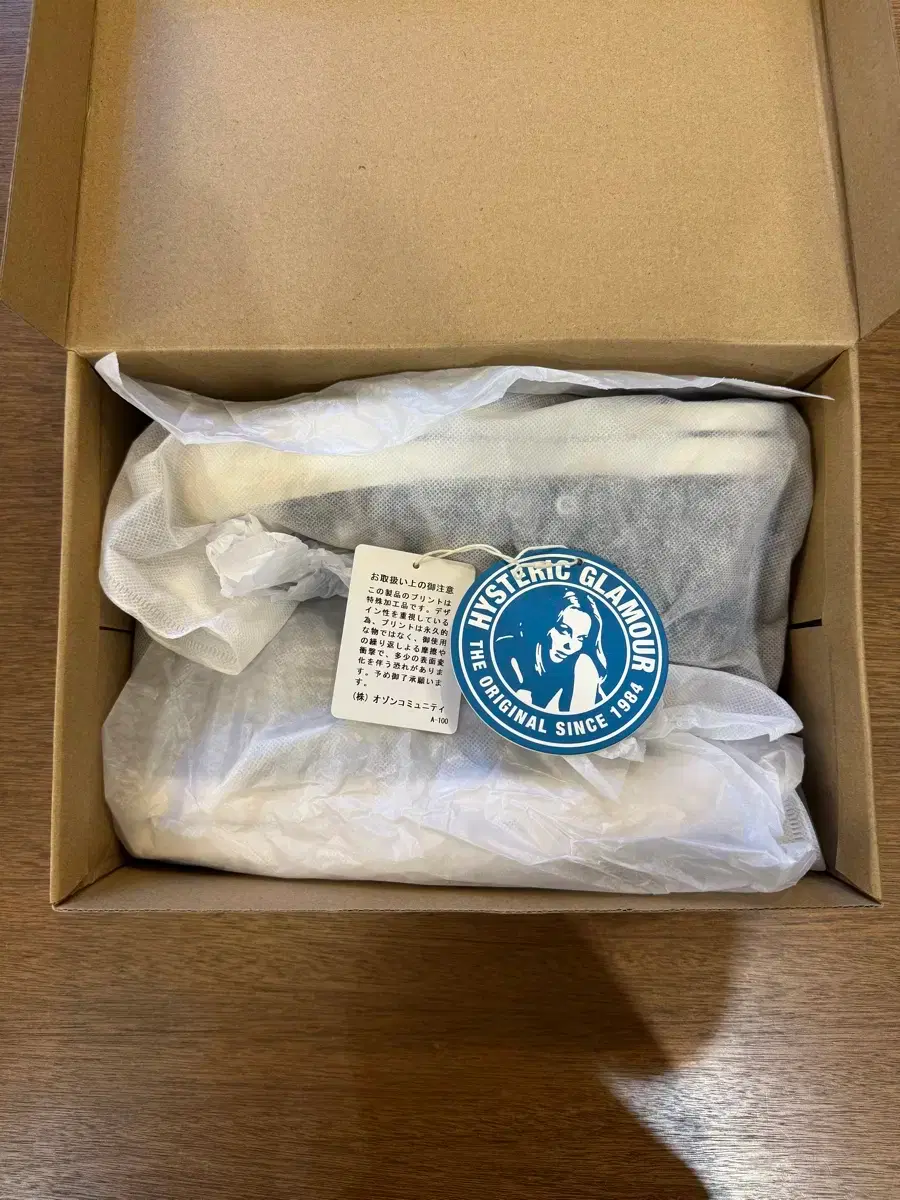 お取扱い上の御注意
この製品のプリントは
特殊加工品です。デザ
イン性を重視している
為、プリントは永久的
な物ではなく、御使用
の繰り返しよる摩擦や
衝撃で、多少の表面変
化を伴う恐れがありま
す。予め御了承願いま
す。
(株)オゾンコミュニティ
A-100
HYSTERIC GLAMOUR
THE ORIGINAL SINCE 1984